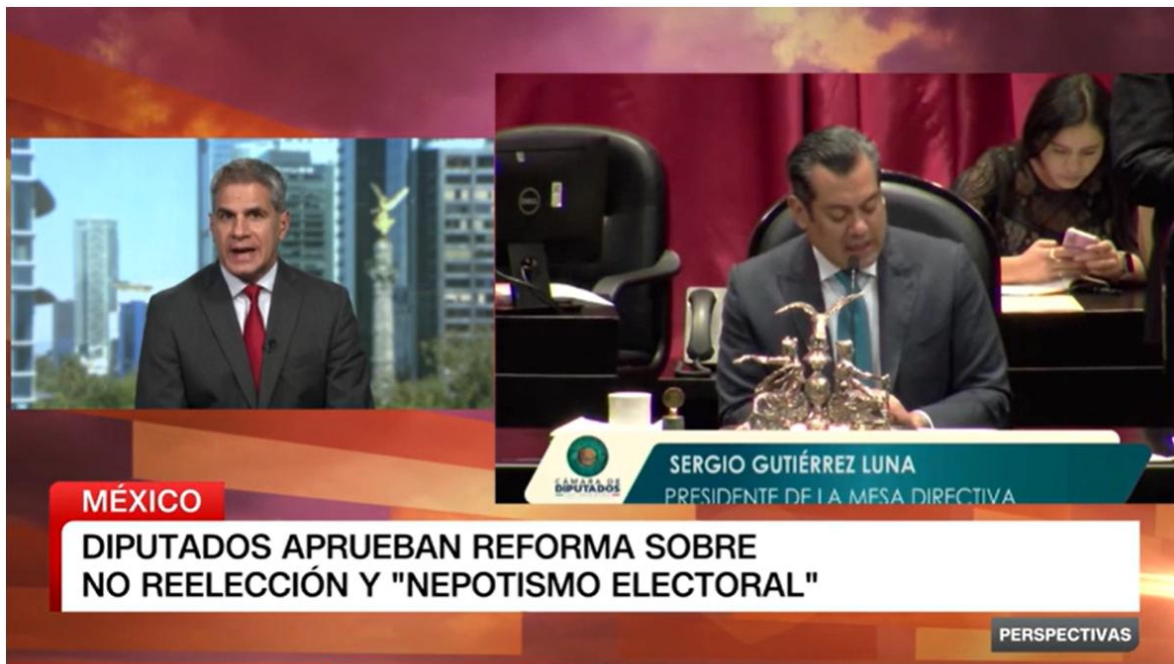 DELL
SERGIO GUTIÉRREZ LUNA
CÁMARA DE
DIPUTADOS
PRESIDENTE DE LA MESA DIRECTIVA
MÉXICO
DIPUTADOS APRUEBAN REFORMA SOBRE
NO REELECCIÓN Y "NEPOTISMO ELECTORAL"
PERSPECTIVAS